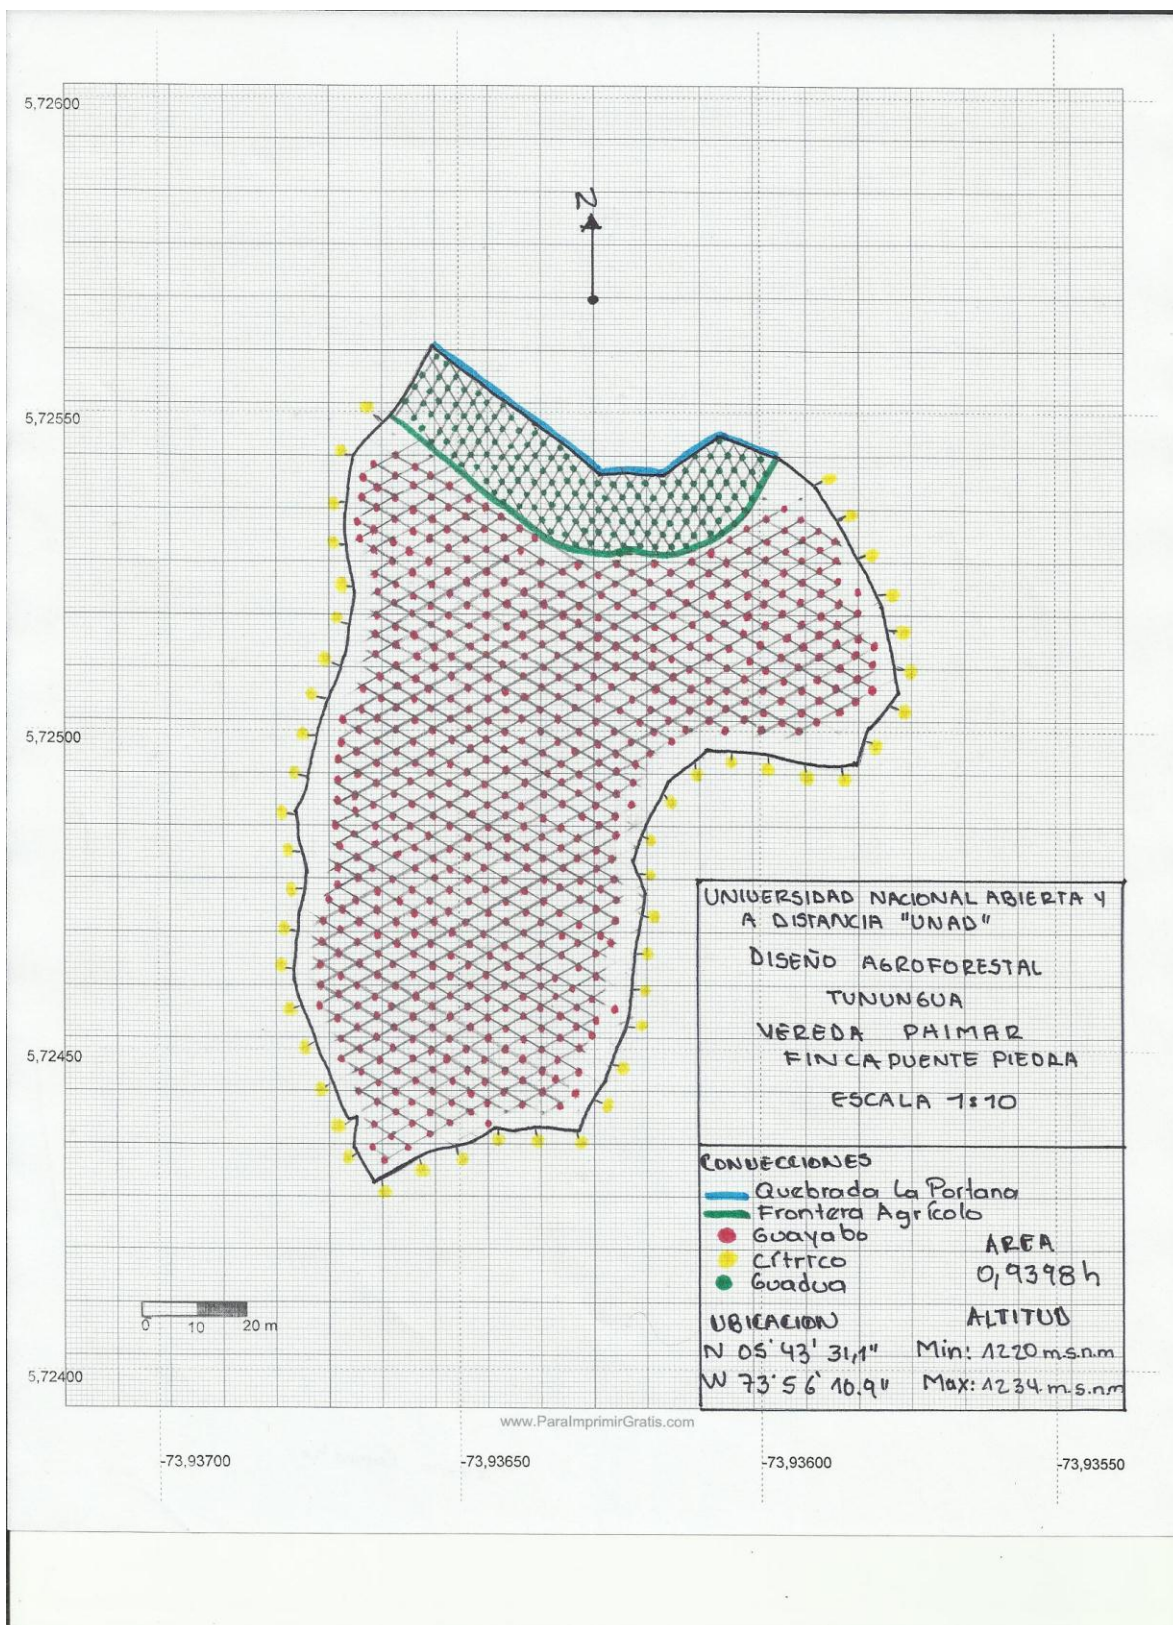 5,72600
N
5,72550
5,72500
5,72450
5,72400
UNIVERSIDAD NACIONAL ABIERTA Y
A DISTANCIA "UNAD"
DISEÑO AGROFORESTAL
TUNUNGUA
VEREDA PAIMAR
FINCA PUENTE PIEDRA
ESCALA 1:10
CONVECCIONES
Quebrada La Portana
Frontera Agrícola
Guayabo
Cítrico
Guadua
AREA
0,9398h
UBICACION
N 05°43' 31,1"
W 73°56' 10.9"
ALTITUD
Min: 1220 m.s.n.m
Max: 1234.m.s.nm
0 10 20 m
www.ParaImprimirGratis.com
-73,93700 -73,93650 -73,93600 -73,93550